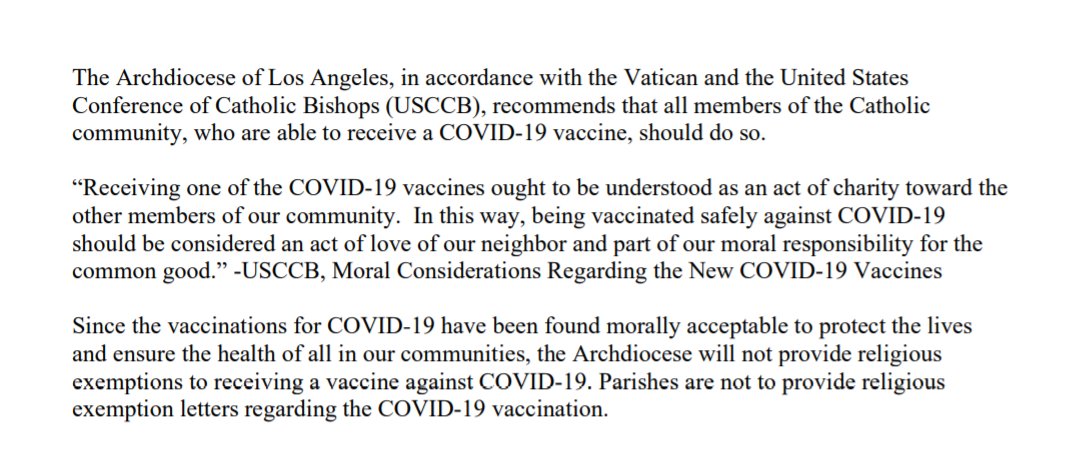 The Archdiocese of Los Angeles, in accordance with the Vatican and the United States
Conference of Catholic Bishops (USCCB), recommends that all members of the Catholic
community, who are able to receive a COVID-19 vaccine, should do so.
“Receiving one of the COVID-19 vaccines ought to be understood as an act of charity toward the
other members of our community.  In this way, being vaccinated safely against COVID-19
should be considered an act of love of our neighbor and part of our moral responsibility for the
common good.” -USCCB, Moral Considerations Regarding the New COVID-19 Vaccines
Since the vaccinations for COVID-19 have been found morally acceptable to protect the lives
and ensure the health of all in our communities, the Archdiocese will not provide religious
exemptions to receiving a vaccine against COVID-19. Parishes are not to provide religious
exemption letters regarding the COVID-19 vaccination.